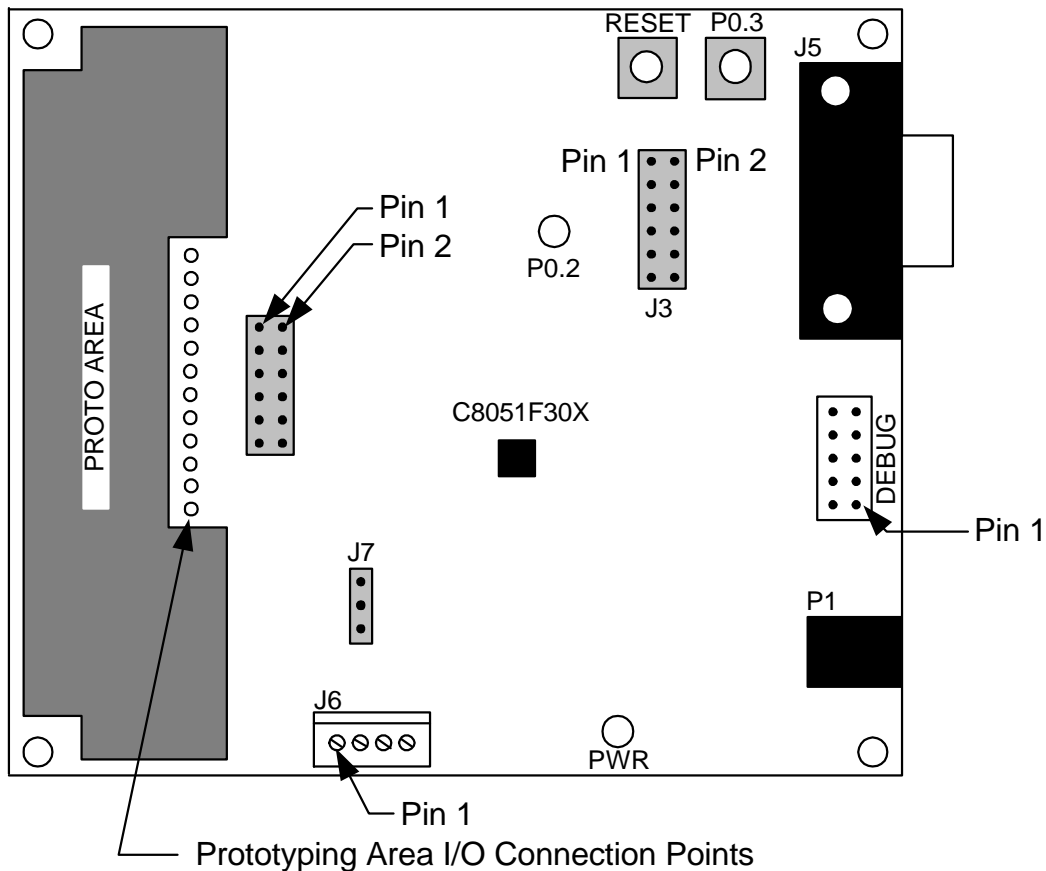 RESET P0.3
J5
Pin 1 Pin 2
Pin 1
Pin 2
P0.2
J3
PROTO AREA
C8051F30X
DEBUG
Pin 1
J7
P1
J6
PWR
Pin 1
Prototyping Area I/O Connection Points